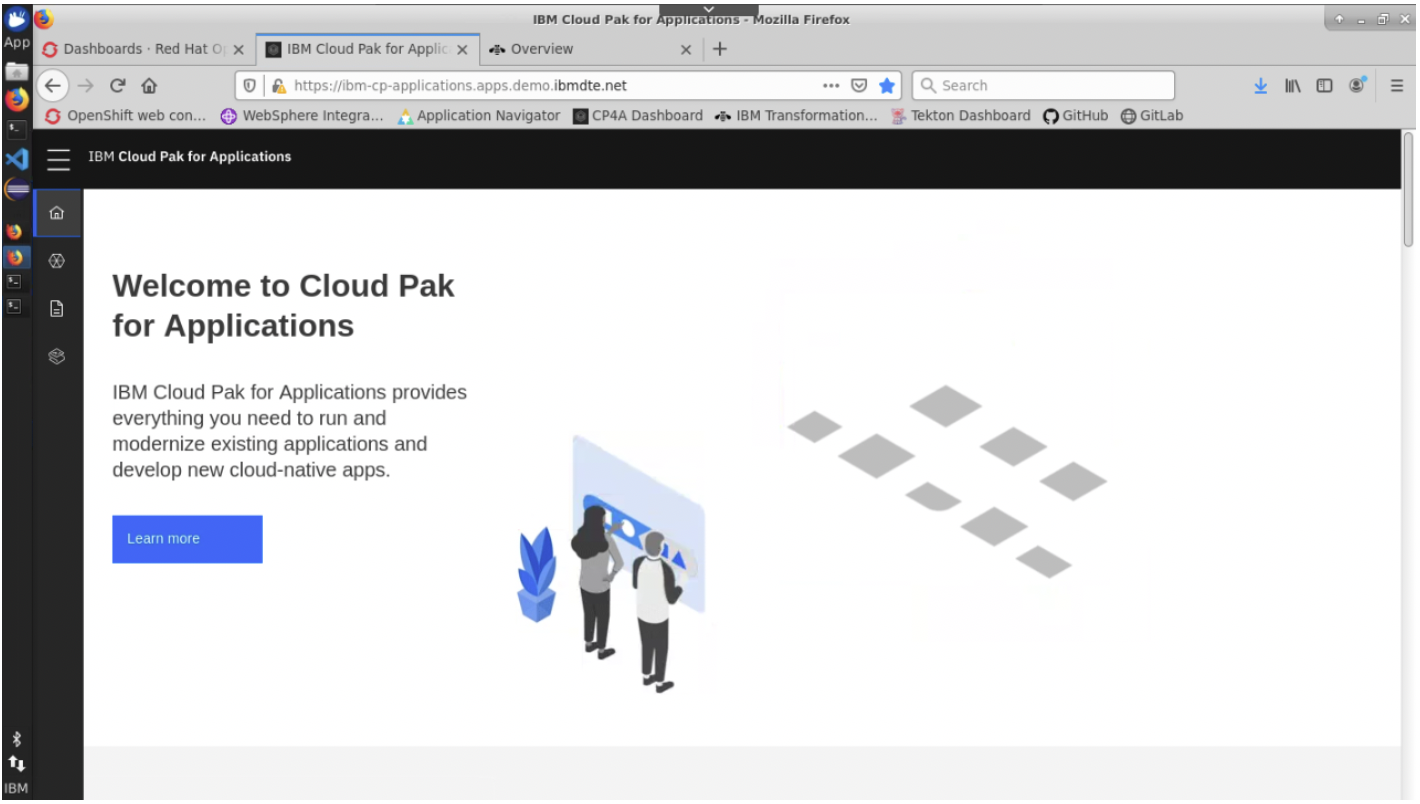 IBM Cloud Pak for Applications - Mozilla Firefox
App
Dashboards · Red Hat O
IBM Cloud Pak for Applic
Overview
https://ibm-cp-applications.apps.demo.ibmdte.net
Search
OpenShift web con...
WebSphere Integra...
Application Navigator
CP4A Dashboard
IBM Transformation...
Tekton Dashboard
GitHub
GitLab
IBM Cloud Pak for Applications
Welcome to Cloud Pak
for Applications
IBM Cloud Pak for Applications provides
everything you need to run and
modernize existing applications and
develop new cloud-native apps.
Learn more
IBM